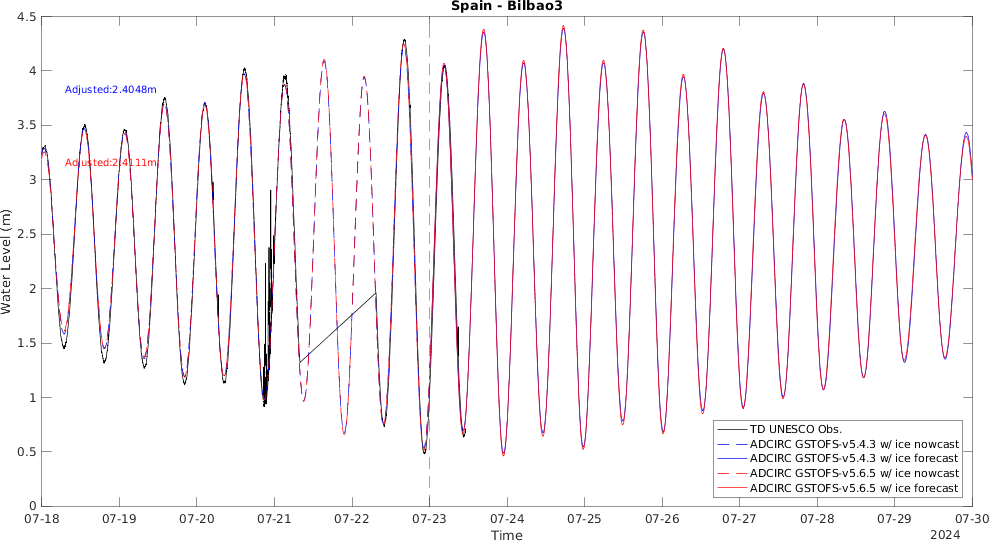 Spain - Bilbao3
4.5
4
3.5
3
2.5
2
1.5
1
0.5
0
Water Level (m)
Adjusted:2.4048m
Adjusted:2.4111m
TD UNESCO Obs.
ADCIRC GSTOFS-v5.4.3 w/ ice nowcast
ADCIRC GSTOFS-v5.4.3 w/ ice forecast
ADCIRC GSTOFS-v5.6.5 w/ ice nowcast
ADCIRC GSTOFS-v5.6.5 w/ ice forecast
07-18 07-19 07-20 07-21 07-22 07-23 07-24 07-25 07-26 07-27 07-28 07-29 07-30
Time
2024